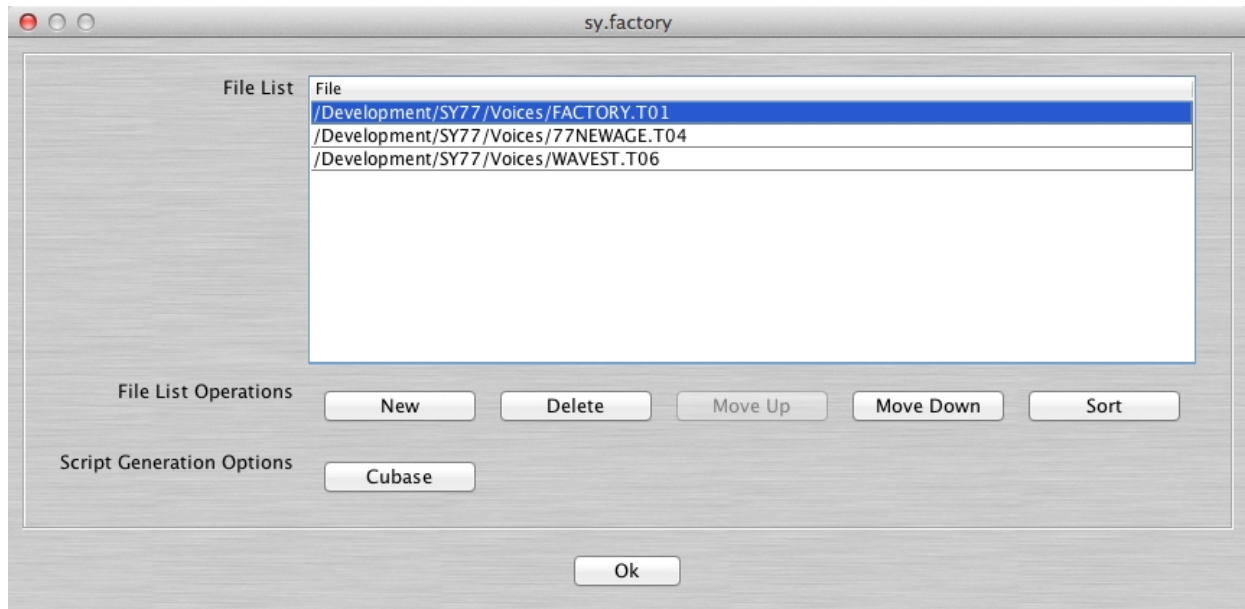 sy.factory
File List
File
/Development/SY77/Voices/FACTORY.T01
/Development/SY77/Voices/77NEWAGE.T04
/Development/SY77/Voices/WAVEST.T06
File List Operations
New Delete Move Up Move Down Sort
Script Generation Options
Cubase
Ok